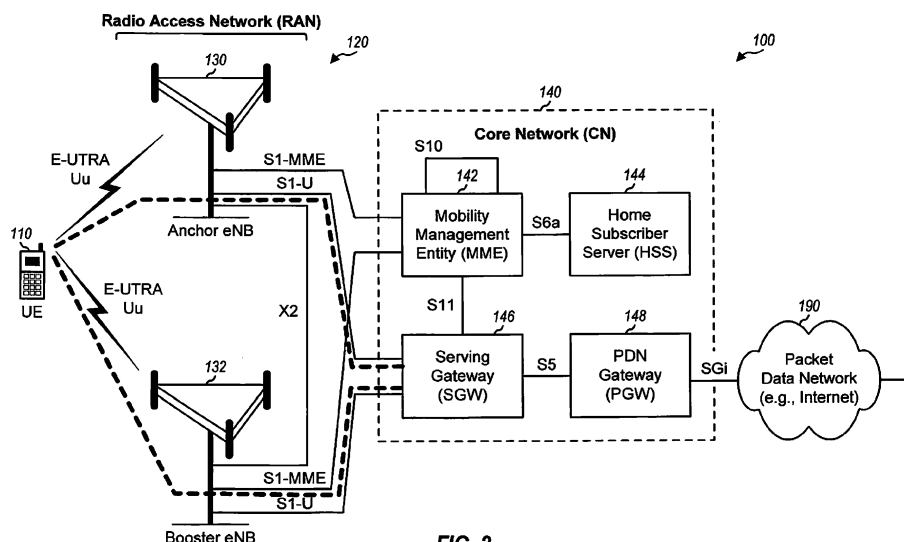 Radio Access Network (RAN)
120
100
130
140
Core Network (CN)
S10
E-UTRA
Uu
S1-MME
S1-U
142
Mobility
Management
Entity (MME)
S6a
144
Home
Subscriber
Server (HSS)
Anchor eNB
110
UE
E-UTRA
Uu
X2
S11
132
146
Serving
Gateway
(SGW)
S5
148
PDN
Gateway
(PGW)
SGi
190
Packet
Data Network
(e.g., Internet)
S1-MME
S1-U
Booster eNB